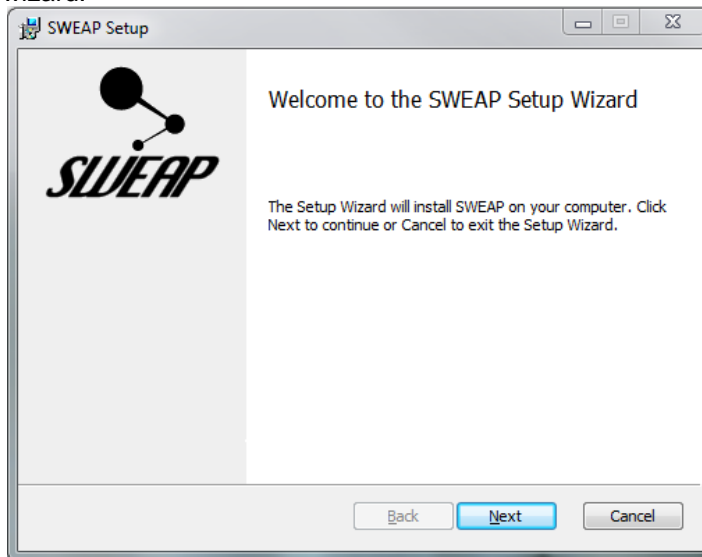 wizard.
SWEAP Setup
SWEAP
Welcome to the SWEAP Setup Wizard
The Setup Wizard will install SWEAP on your computer. Click
Next to continue or Cancel to exit the Setup Wizard.
Back
Next
Cancel